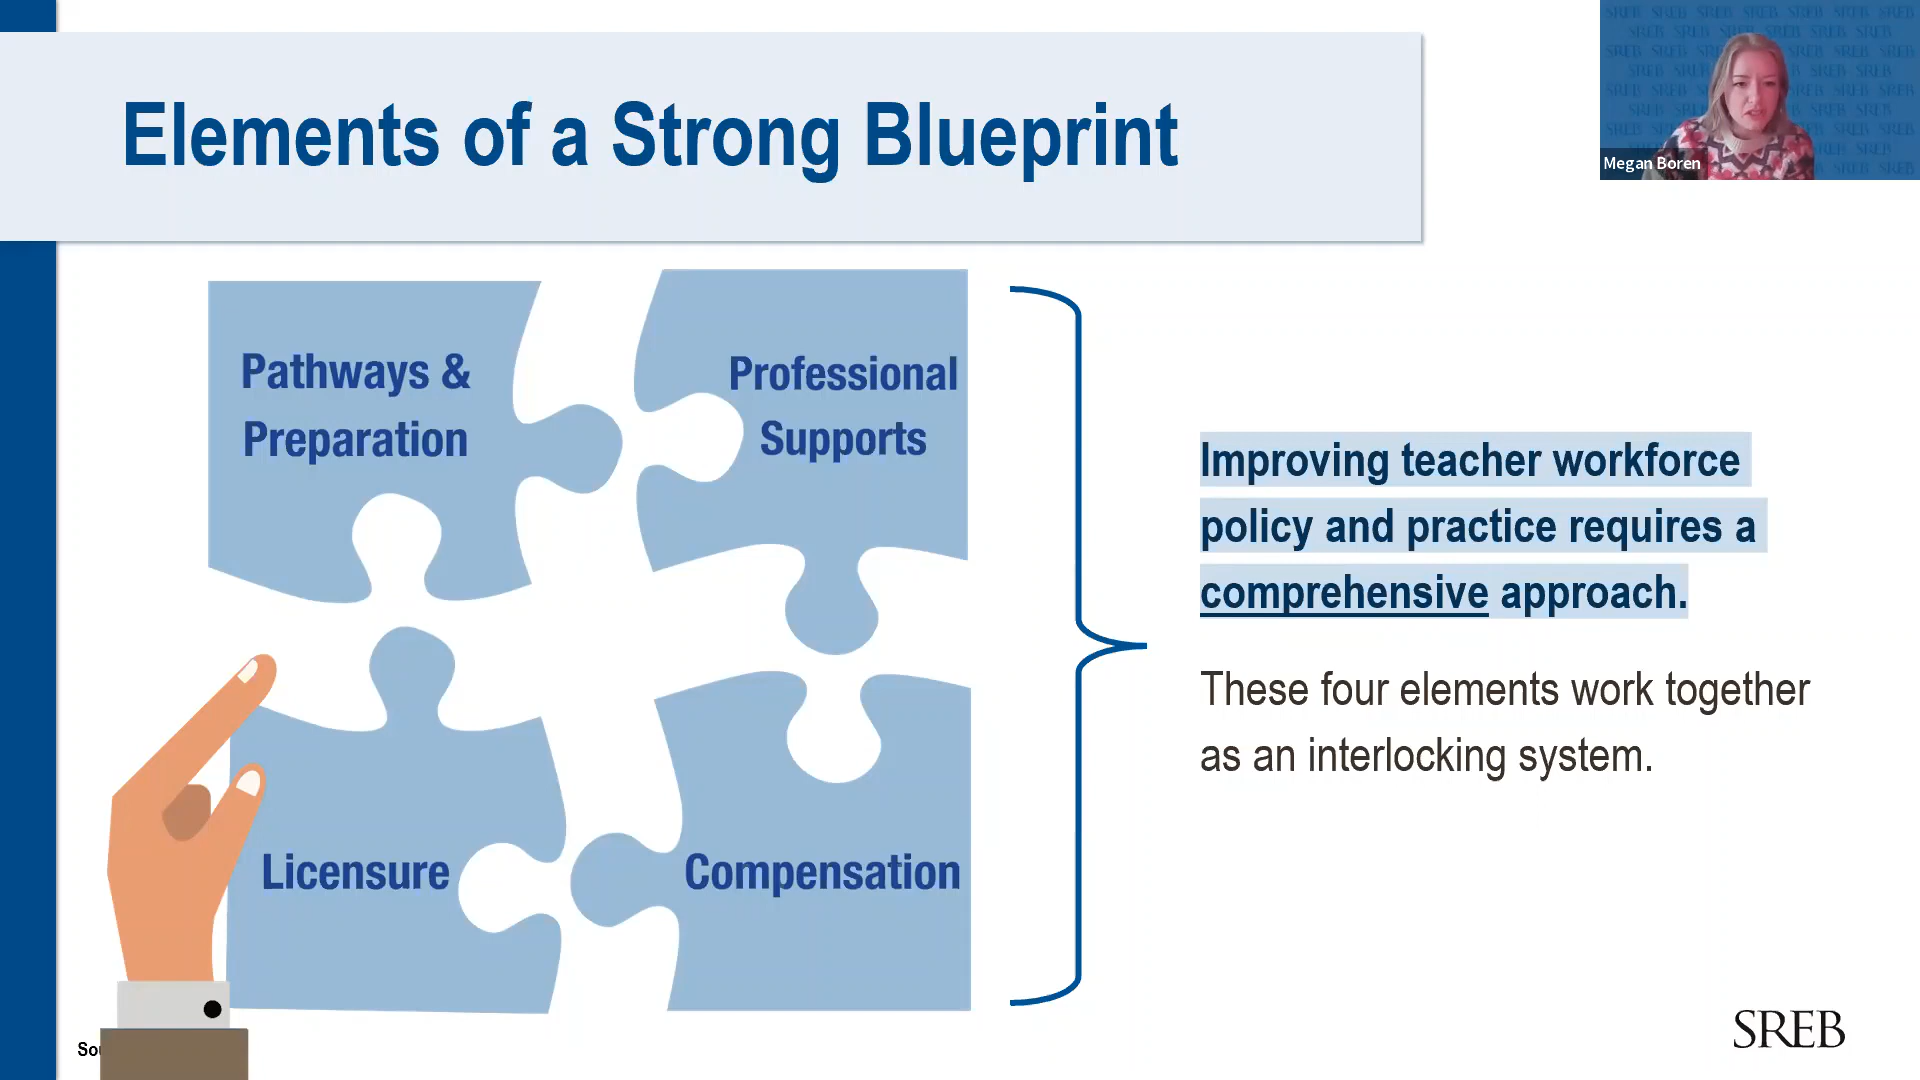 Elements of a Strong Blueprint
Megan Boren
Pathways &
Preparation
Professional
Supports
Licensure
Compensation
Improving teacher workforce
policy and practice requires a
comprehensive approach.
These four elements work together
as an interlocking system.
SREB